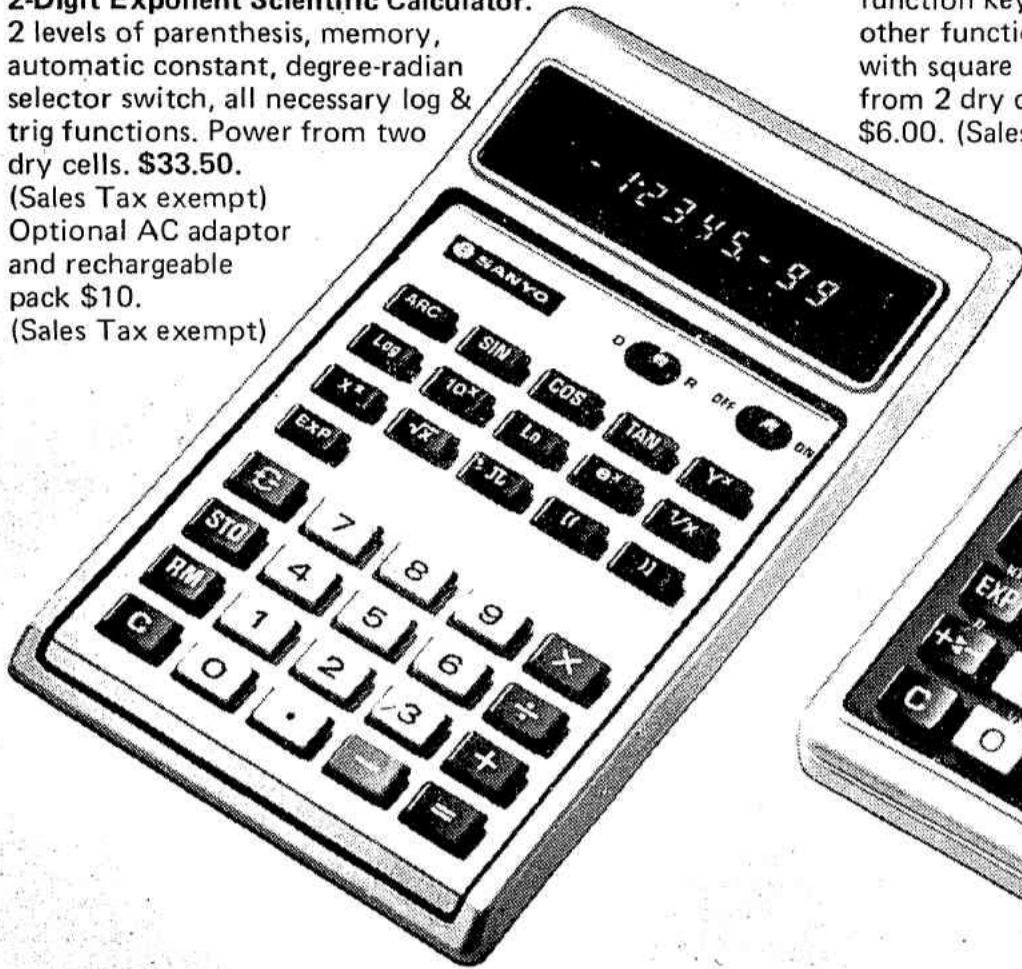 2-Digit Exponent Scientific Calculator.
2 levels of parenthesis, memory,
automatic constant, degree-radian
selector switch, all necessary log &
trig functions. Power from two
dry cells. $33.50.
(Sales Tax exempt)
Optional AC adaptor
and rechargeable
pack $10.
(Sales Tax exempt)
function key
other functi
with square
from 2 dry c
$6.00. (Sales
- 1.2345 - 99
SANYO
D R OFF ON
ARC SIN COS TAN Yˣ
Log 10ˣ Ln eˣ 1/x
X² √x π (( ))
EXP
7 8 9 X
STO 4 5 6 ÷
RM 1 2 3 +
C 0 . - =
EXP
C 0